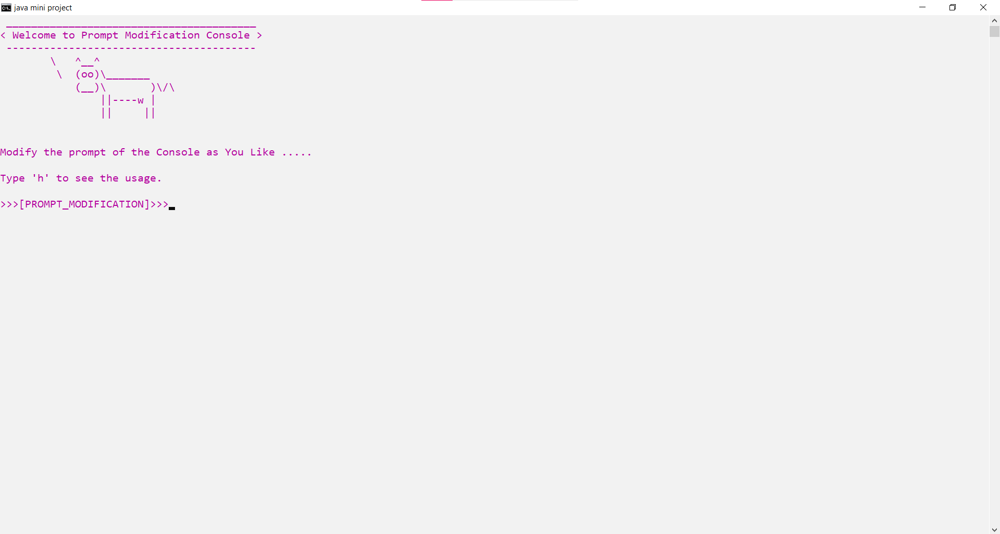 java mini project
 ________________________________________
< Welcome to Prompt Modification Console >
 ----------------------------------------
        \   ^__^
         \  (oo)\_______
            (__)\       )\/\
                ||----w |
                ||     ||
Modify the prompt of the Console as You Like .....
Type 'h' to see the usage.
>>>[PROMPT_MODIFICATION]>>>